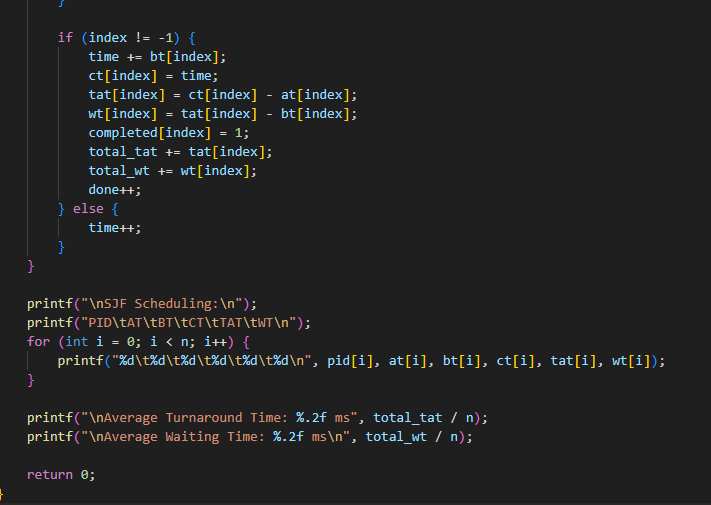 }
if (index != -1) {
time += bt[index];
ct[index] = time;
tat[index] = ct[index] - at[index];
wt[index] = tat[index] - bt[index];
completed[index] = 1;
total_tat += tat[index];
total_wt += wt[index];
done++;
} else {
time++;
}
}
printf("\nSJF Scheduling:\n");
printf("PID\tAT\tBT\tCT\tTAT\tWT\n");
for (int i = 0; i < n; i++) {
printf("%d\t%d\t%d\t%d\t%d\t%d\n", pid[i], at[i], bt[i], ct[i], tat[i], wt[i]);
}
printf("\nAverage Turnaround Time: %.2f ms", total_tat / n);
printf("\nAverage Waiting Time: %.2f ms\n", total_wt / n);
return 0;
}